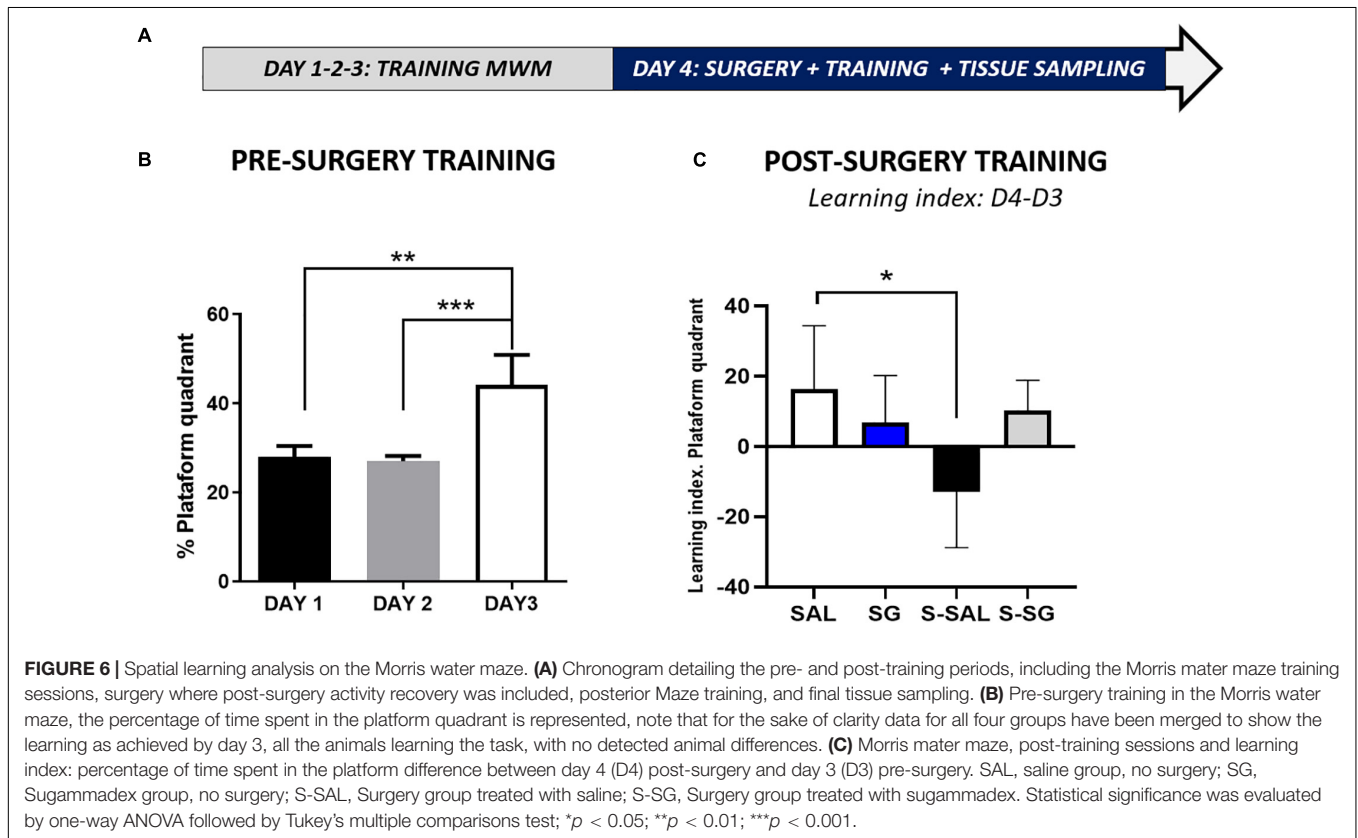 A
DAY 1-2-3: TRAINING MWM
DAY 4: SURGERY + TRAINING + TISSUE SAMPLING
B
PRE-SURGERY TRAINING
**
***
60
40
20
0
% Plataform quadrant
DAY 1
DAY 2
DAY3
C
POST-SURGERY TRAINING
Learning index: D4-D3
*
40
20
0
-20
-40
Learning index. Plataform quadrant
SAL
SG
S-SAL
S-SG
FIGURE 6 | Spatial learning analysis on the Morris water maze. (A) Chronogram detailing the pre- and post-training periods, including the Morris mater maze training
sessions, surgery where post-surgery activity recovery was included, posterior Maze training, and final tissue sampling. (B) Pre-surgery training in the Morris water
maze, the percentage of time spent in the platform quadrant is represented, note that for the sake of clarity data for all four groups have been merged to show the
learning as achieved by day 3, all the animals learning the task, with no detected animal differences. (C) Morris mater maze, post-training sessions and learning
index: percentage of time spent in the platform difference between day 4 (D4) post-surgery and day 3 (D3) pre-surgery. SAL, saline group, no surgery; SG,
Sugammadex group, no surgery; S-SAL, Surgery group treated with saline; S-SG, Surgery group treated with sugammadex. Statistical significance was evaluated
by one-way ANOVA followed by Tukey's multiple comparisons test; *p < 0.05; **p < 0.01; ***p < 0.001.